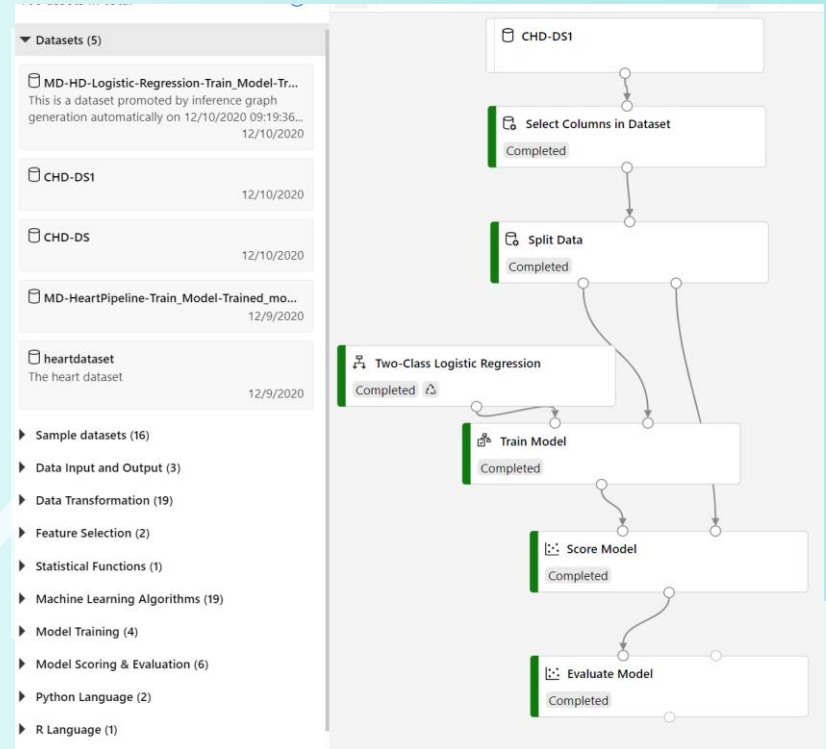 Datasets (5)
MD-HD-Logistic-Regression-Train_Model-Tr...
This is a dataset promoted by inference graph
generation automatically on 12/10/2020 09:19:36...
12/10/2020
CHD-DS1
12/10/2020
CHD-DS
12/10/2020
MD-HeartPipeline-Train_Model-Trained_mo...
12/9/2020
heartdataset
The heart dataset
12/9/2020
Sample datasets (16)
Data Input and Output (3)
Data Transformation (19)
Feature Selection (2)
Statistical Functions (1)
Machine Learning Algorithms (19)
Model Training (4)
Model Scoring & Evaluation (6)
Python Language (2)
R Language (1)
CHD-DS1
Select Columns in Dataset
Completed
Split Data
Completed
Two-Class Logistic Regression
Completed
Train Model
Completed
Score Model
Completed
Evaluate Model
Completed